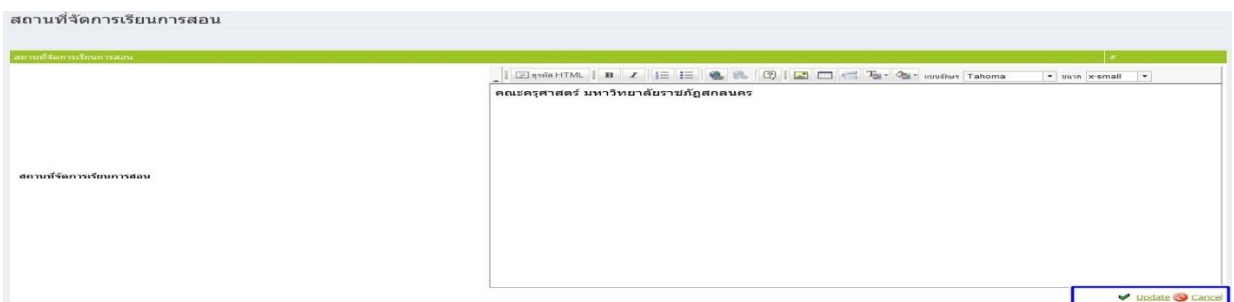 สถานที่จัดการเรียนการสอน
สถานที่จัดการเรียนการสอน #
ดูรหัส HTML B I แบบอักษร Tahoma ขนาด x-small
คณะครุศาสตร์ มหาวิทยาลัยราชภัฏสกลนคร
สถานที่จัดการเรียนการสอน
Update Cancel